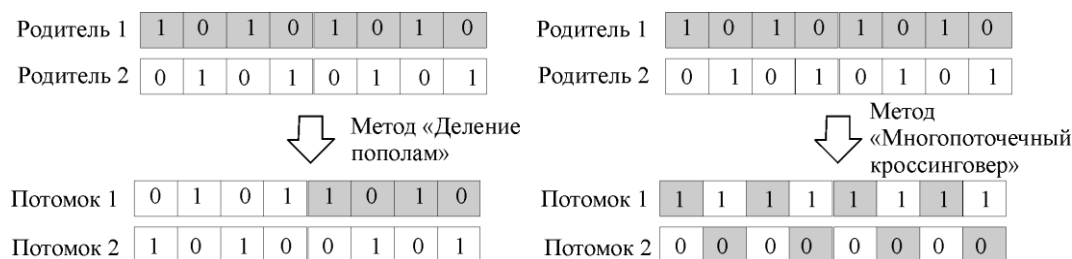 Родитель 1 1 0 1 0 1 0 1 0
Родитель 2 0 1 0 1 0 1 0 1
Метод «Деление
пополам»
Потомок 1 0 1 0 1 1 0 1 0
Потомок 2 1 0 1 0 0 1 0 1
Родитель 1 1 0 1 0 1 0 1 0
Родитель 2 0 1 0 1 0 1 0 1
Метод
«Многопоточечный
кроссинговер»
Потомок 1 1 1 1 1 1 1 1 1
Потомок 2 0 0 0 0 0 0 0 0